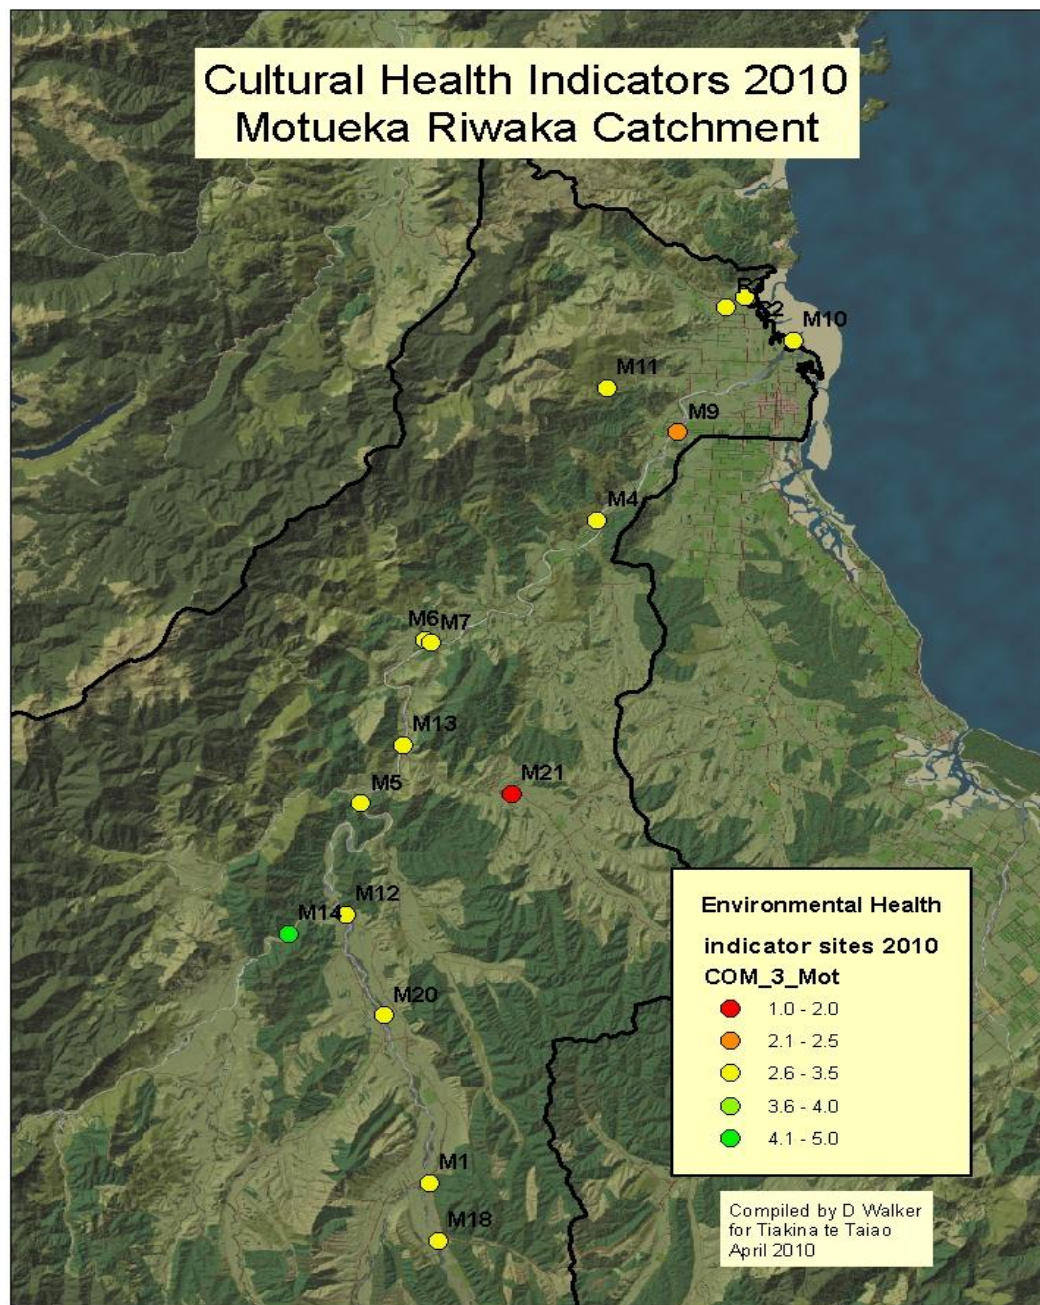 Cultural Health Indicators 2010
Motueka Riwaka Catchment
M10
M11
M9
M4
M6
M7
M13
M21
M5
M12
M14
M20
M1
M18
Environmental Health
indicator sites 2010
COM_3_Mot
1.0 - 2.0
2.1 - 2.5
2.6 - 3.5
3.6 - 4.0
4.1 - 5.0
Compiled by D Walker
for Tiakina te Taiao
April 2010